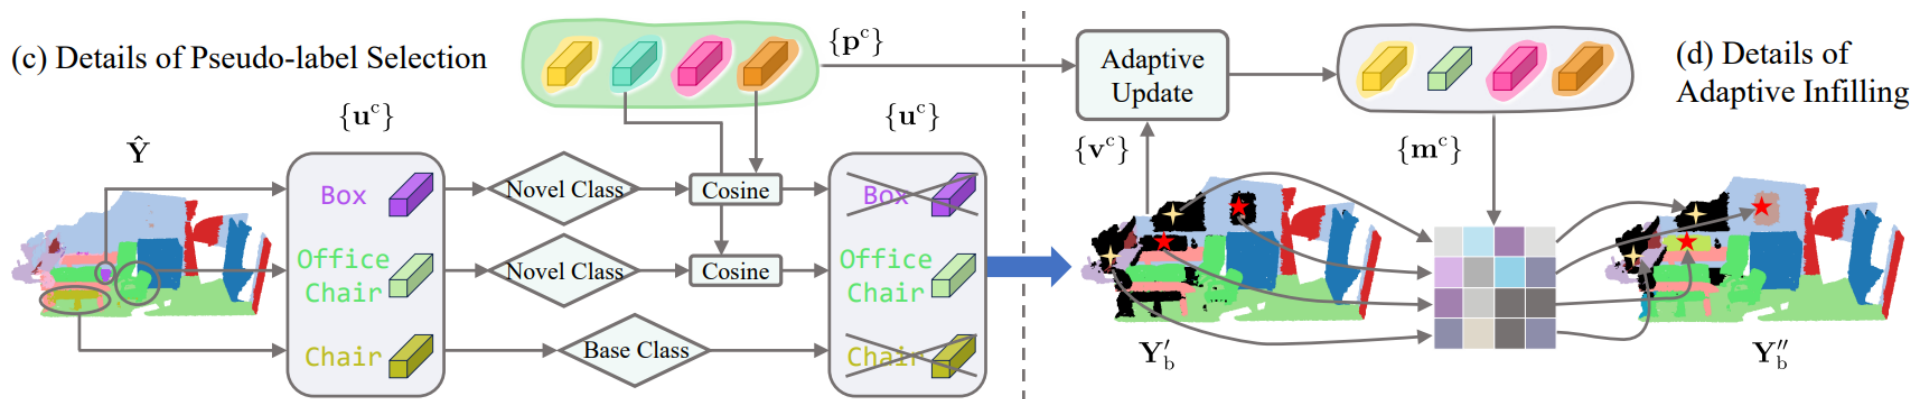 (c) Details of Pseudo-label Selection
{p^c}
Ŷ
{u^c}
Box
Office
Chair
Chair
Novel Class
Novel Class
Base Class
Cosine
Cosine
{u^c}
Box
Office
Chair
Chair
(d) Details of
Adaptive Infilling
Adaptive
Update
{v^c}
{m^c}
Y′_b
Y″_b